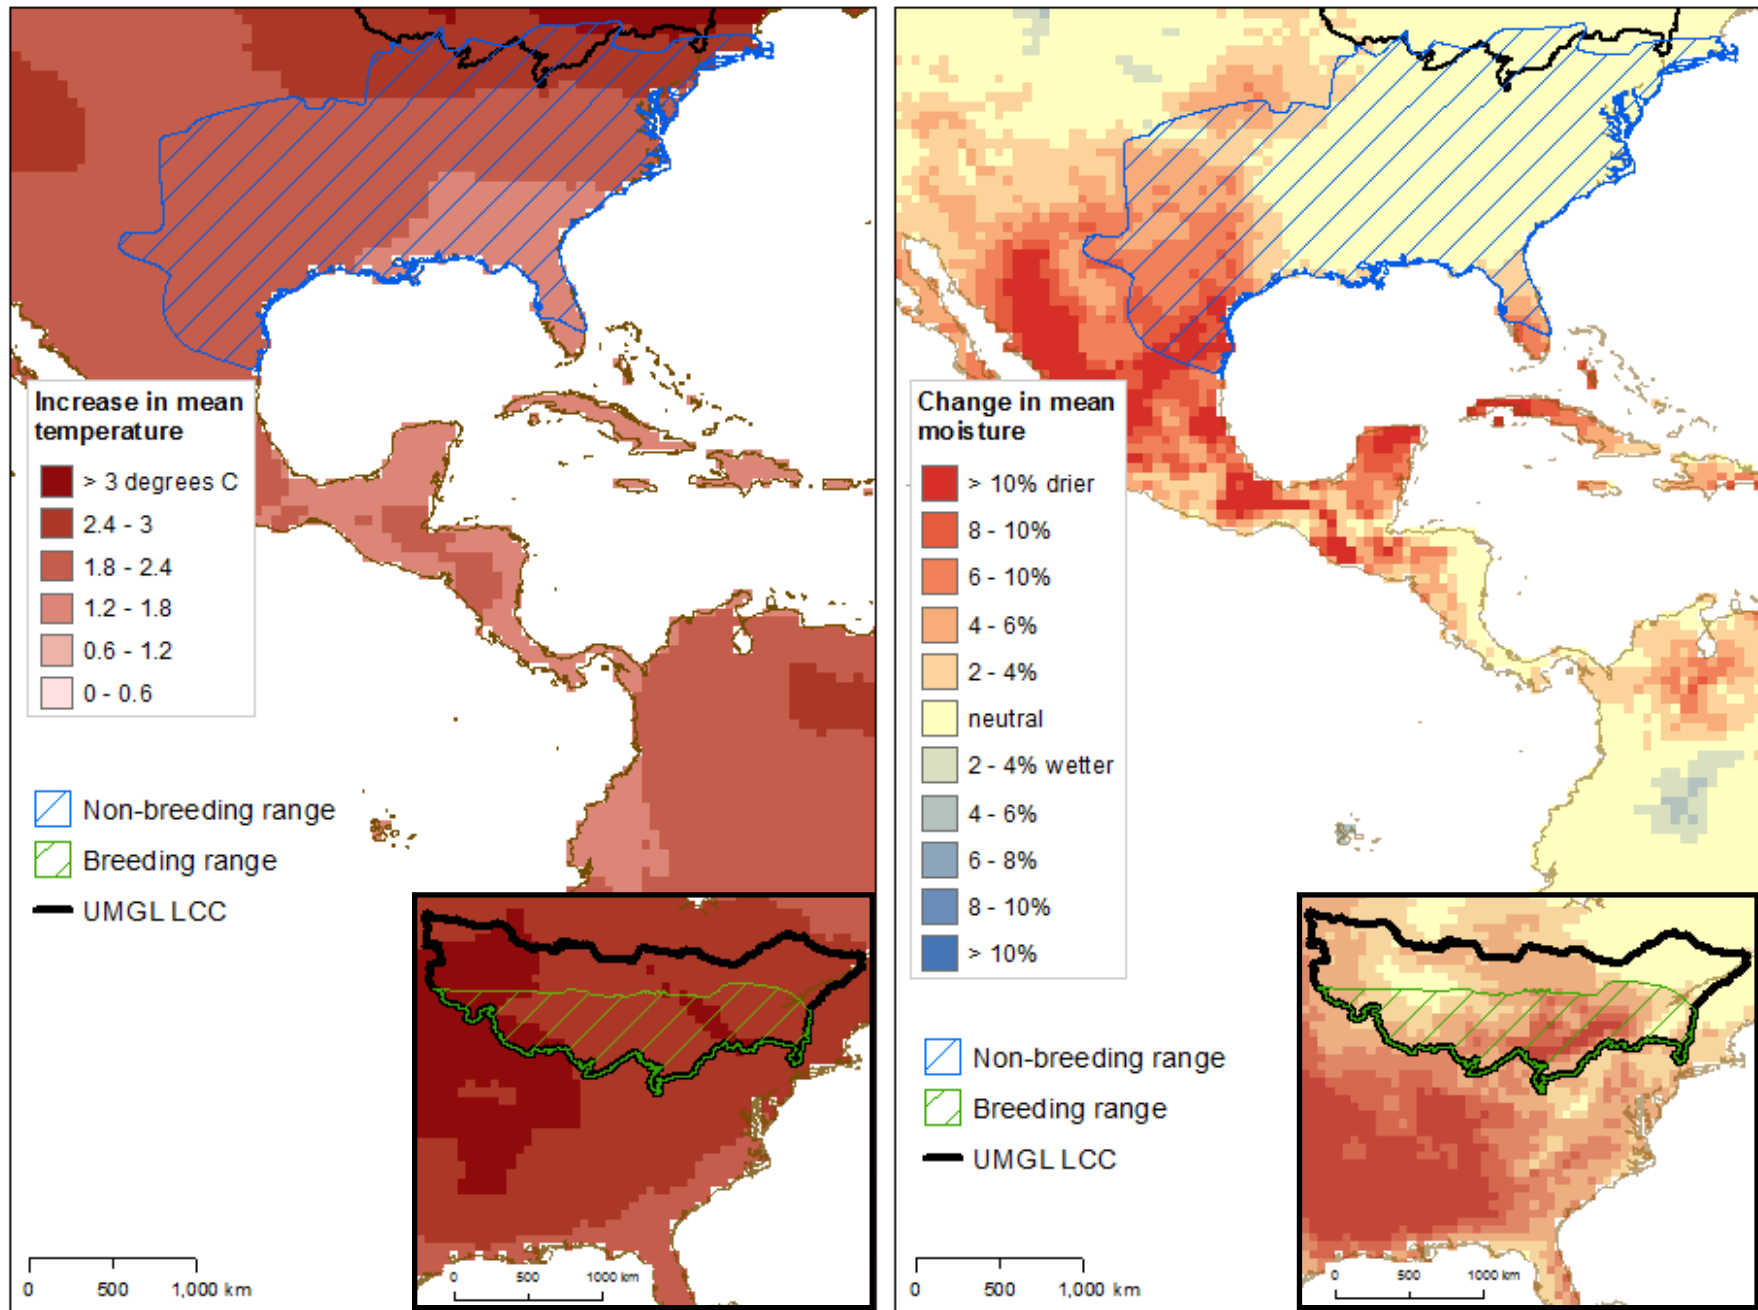 Increase in mean
temperature
> 3 degrees C
2.4 - 3
1.8 - 2.4
1.2 - 1.8
0.6 - 1.2
0 - 0.6
Non-breeding range
Breeding range
UMGL LCC
0 500 1,000 km
0 500 1000 km
Change in mean
moisture
> 10% drier
8 - 10%
6 - 10%
4 - 6%
2 - 4%
neutral
2 - 4% wetter
4 - 6%
6 - 8%
8 - 10%
> 10%
Non-breeding range
Breeding range
UMGL LCC
0 500 1,000 km
0 500 1000 km